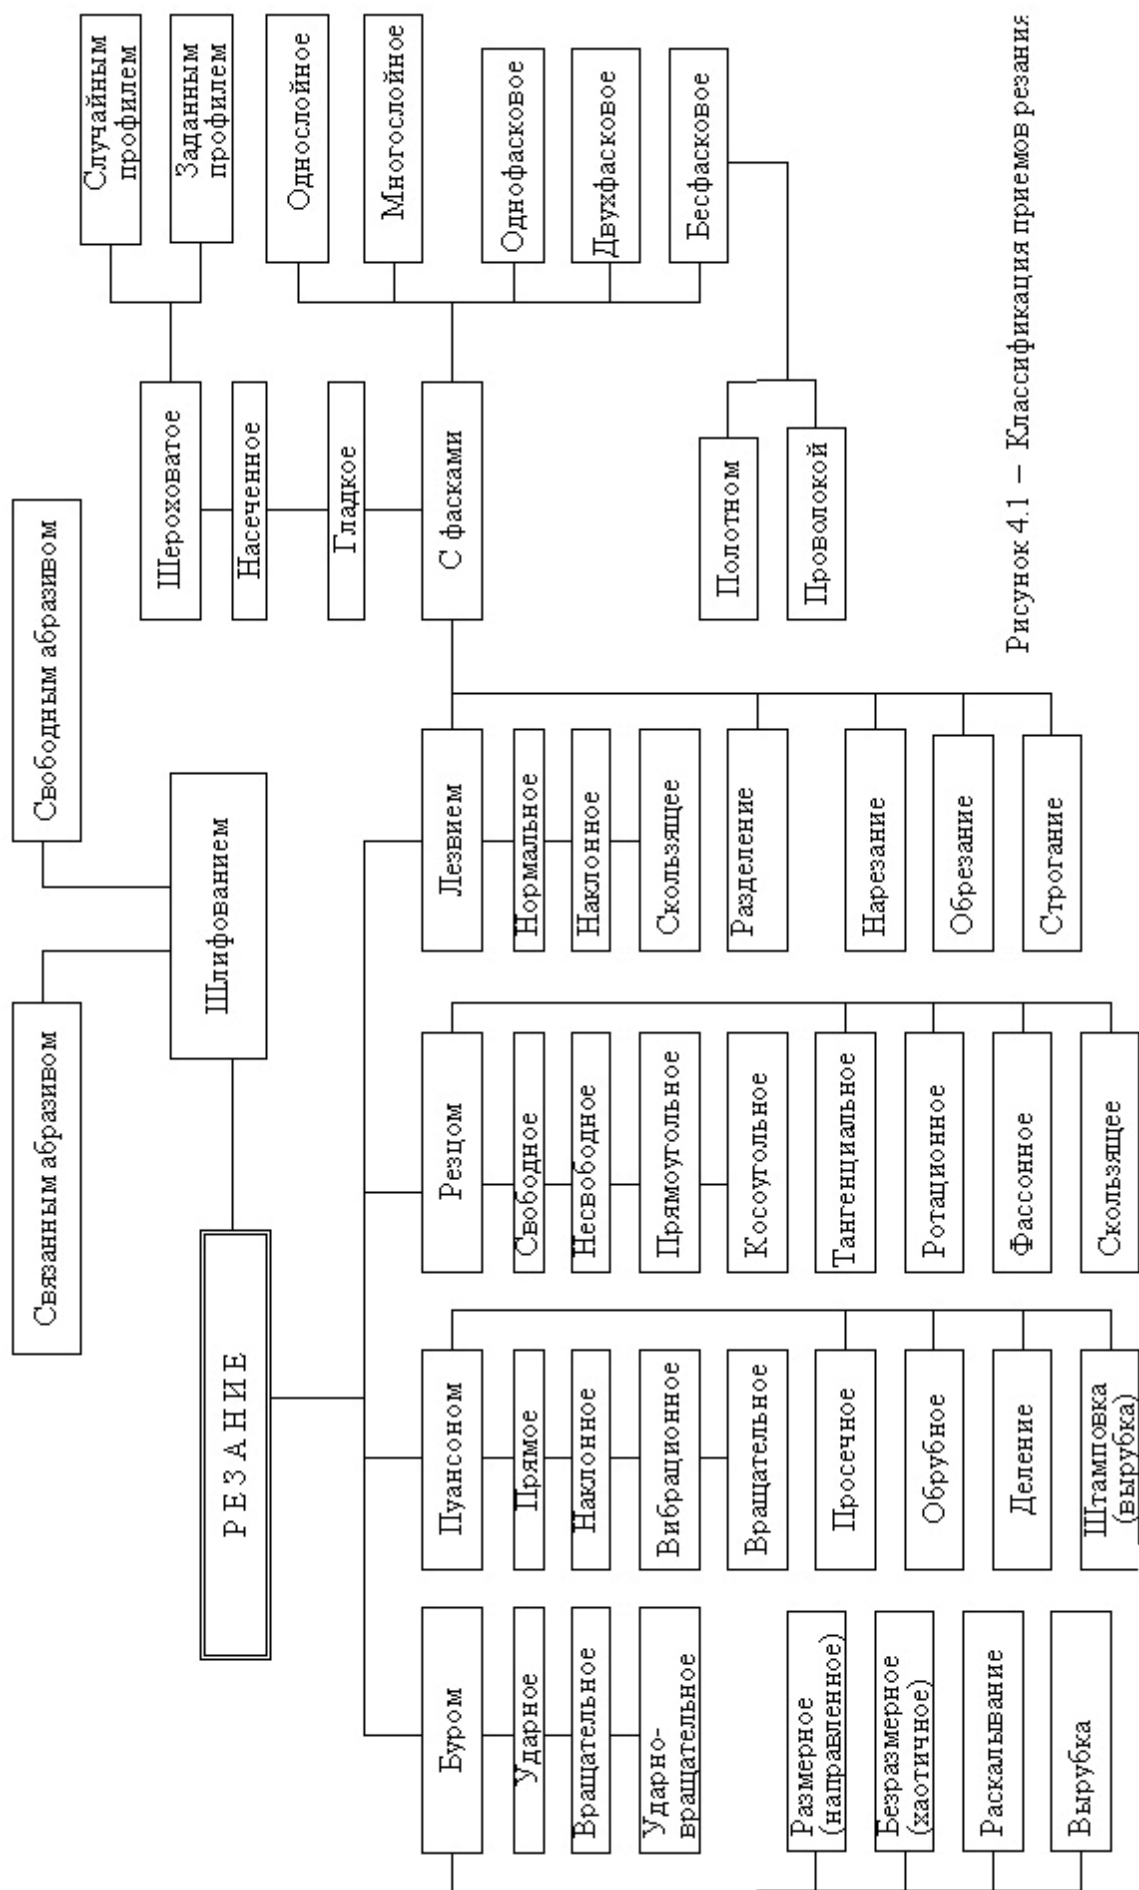 Связанным абразивом
Свободным абразивом
РЕЗАНИЕ
Шлифованием
Шероховатое
Насеченное
Гладкое
С фасками
Случайным
профилем
Заданным
профилем
Однослойное
Многослойное
Однофасковое
Двухфасковое
Бесфасковое
Полотном
Проволокой
Буром
Ударное
Вращательное
Ударно-
вращательное
Размерное
(направленное)
Безразмерное
(хаотичное)
Раскалывание
Вырубка
Пуансоном
Прямое
Наклонное
Вибрационне
Вращательное
Просечное
Обрубное
Деление
Штамповка
(вырубка)
Резцом
Свободное
Несвободное
Прямоугольное
Косоугольное
Тангенциальное
Ротационное
Фассонное
Скользящее
Лезвием
Нормальное
Наклонное
Скользящее
Разделение
Нарезание
Обрезание
Строгание
Рисунок 4.1 – Классификация приемов резания